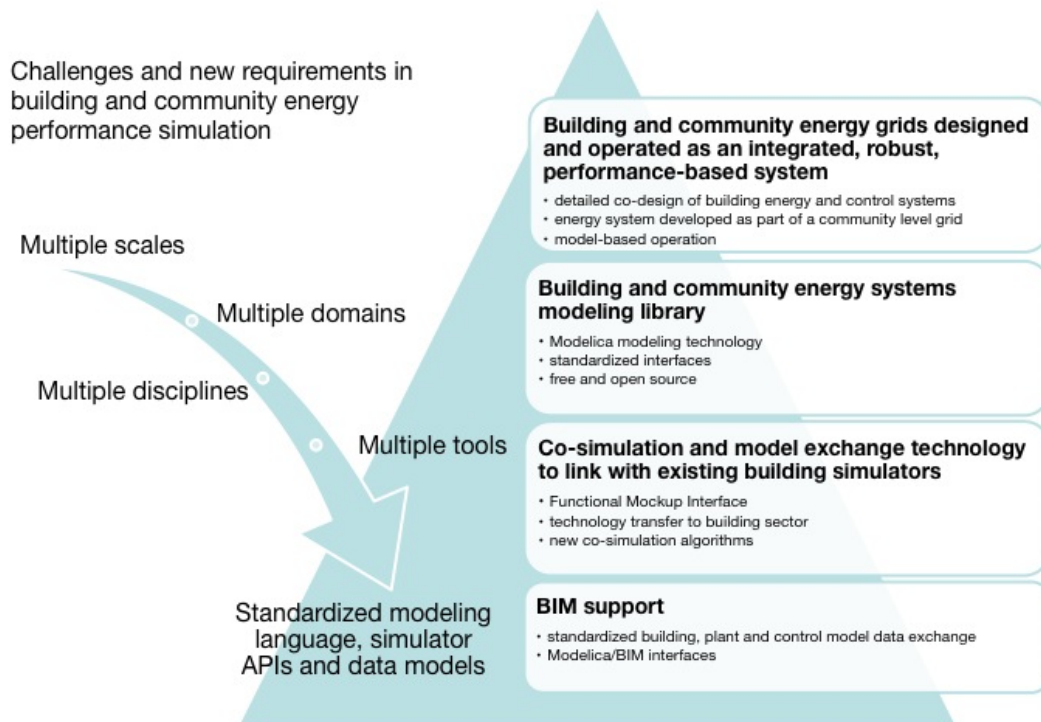 Challenges and new requirements in
building and community energy
performance simulation
Multiple scales
Multiple domains
Multiple disciplines
Multiple tools
Standardized modeling
language, simulator
APIs and data models
Building and community energy grids designed
and operated as an integrated, robust,
performance-based system
• detailed co-design of building energy and control systems
• energy system developed as part of a community level grid
• model-based operation
Building and community energy systems
modeling library
• Modelica modeling technology
• standardized interfaces
• free and open source
Co-simulation and model exchange technology
to link with existing building simulators
• Functional Mockup Interface
• technology transfer to building sector
• new co-simulation algorithms
BIM support
• standardized building, plant and control model data exchange
• Modelica/BIM interfaces